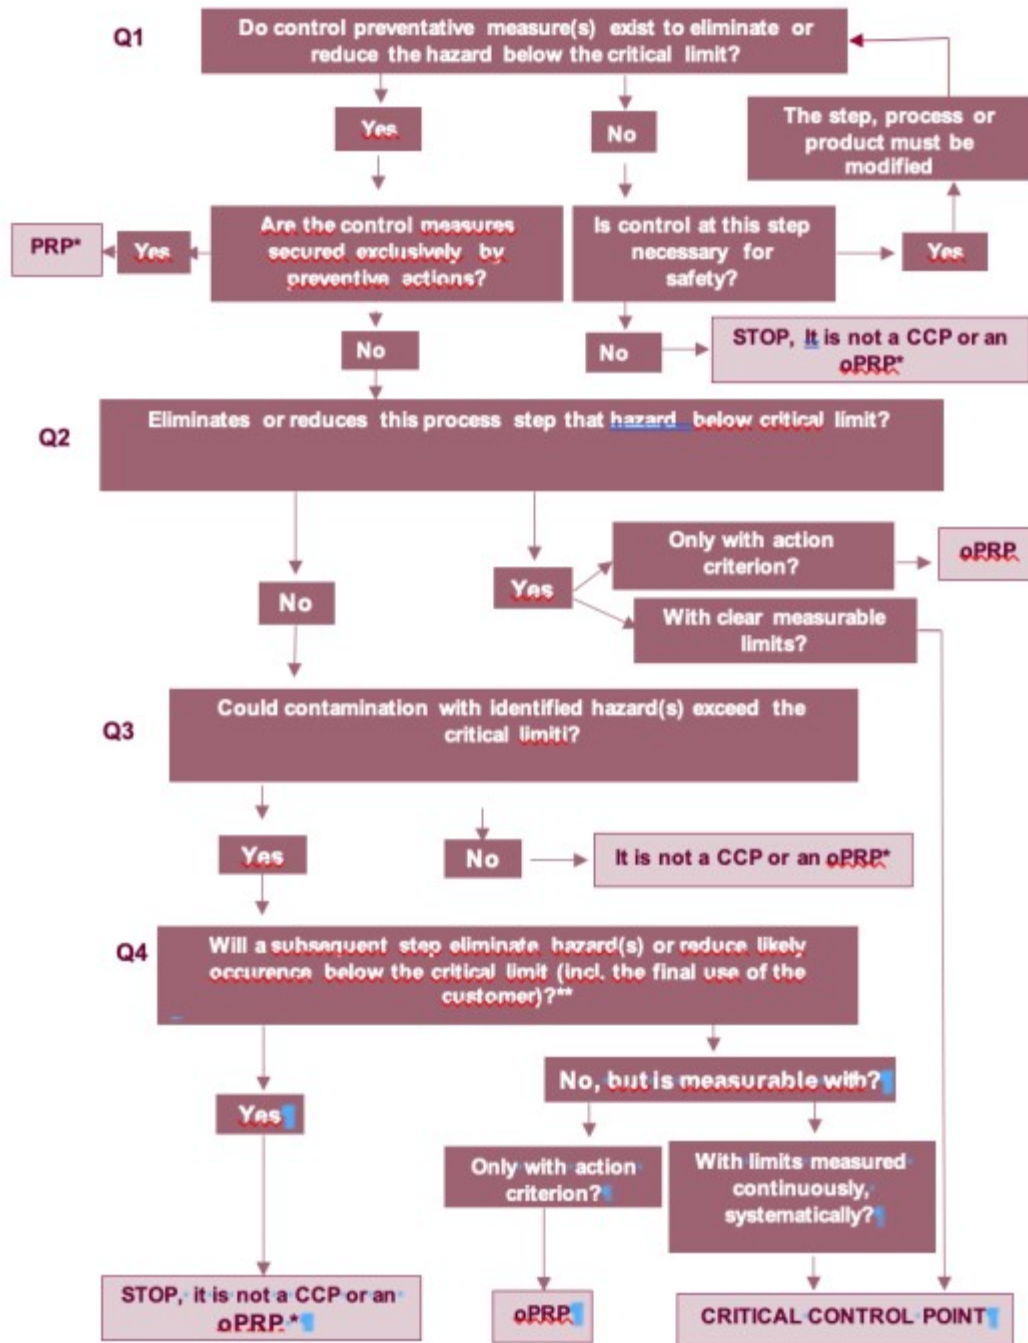 Q1
Do control preventative measure(s) exist to eliminate or
reduce the hazard below the critical limit?
Yes
No
The step, process or
product must be
modified
PRP*
Yes
Are the control measures
secured exclusively by
preventive actions?
Is control at this step
necessary for
safety?
Yes
No
No
STOP, It is not a CCP or an
oPRP*
Q2
Eliminates or reduces this process step that hazard below critical limit?
Only with action
criterion?
oPRP
No
Yes
With clear measurable
limits?
Q3
Could contamination with identified hazard(s) exceed the
critical limiti?
Yes
No
It is not a CCP or an oPRP*
Q4
Will a subsequent step eliminate hazard(s) or reduce likely
occurence below the critical limit (incl. the final use of the
customer)?**
No, but is measurable with?¶
Yes¶
Only with action
criterion?¶
With limits measured
continuously,
systematically?¶
STOP, it is not a CCP or an
oPRP *¶
oPRP¶
CRITICAL CONTROL POINT¶